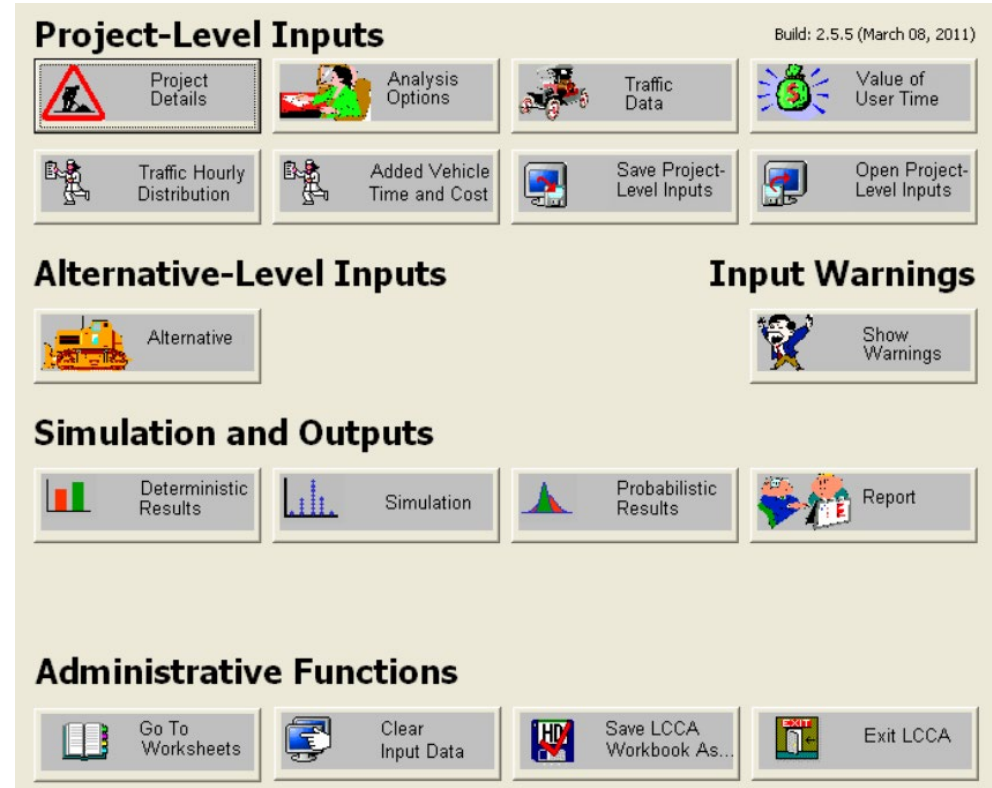 Project-Level Inputs
Build: 2.5.5 (March 08, 2011)
Project
Details
Analysis
Options
Traffic
Data
Value of
User Time
Traffic Hourly
Distribution
Added Vehicle
Time and Cost
Save Project-
Level Inputs
Open Project-
Level Inputs
Alternative-Level Inputs
Input Warnings
Alternative
Show
Warnings
Simulation and Outputs
Deterministic
Results
Simulation
Probabilistic
Results
Report
Administrative Functions
Go To
Worksheets
Clear
Input Data
HD
Save LCCA
Workbook As...
EXIT
Exit LCCA